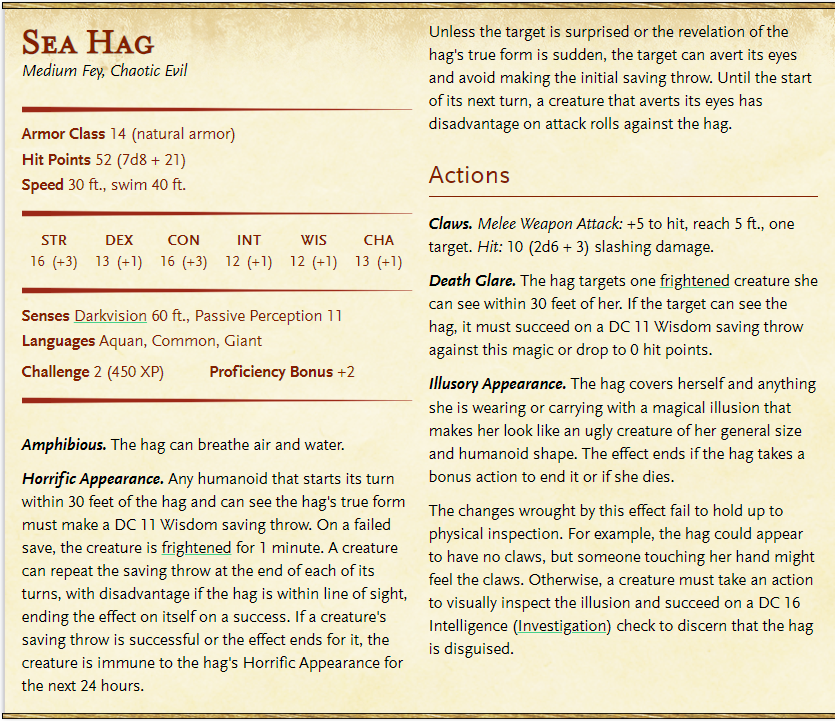 Sea Hag
Medium Fey, Chaotic Evil
Armor Class 14 (natural armor)
Hit Points 52 (7d8 + 21)
Speed 30 ft., swim 40 ft.
STR DEX CON INT WIS CHA
16 (+3) 13 (+1) 16 (+3) 12 (+1) 12 (+1) 13 (+1)
Senses Darkvision 60 ft., Passive Perception 11
Languages Aquan, Common, Giant
Challenge 2 (450 XP) Proficiency Bonus +2
Amphibious. The hag can breathe air and water.
Horrific Appearance. Any humanoid that starts its turn
within 30 feet of the hag and can see the hag's true form
must make a DC 11 Wisdom saving throw. On a failed
save, the creature is frightened for 1 minute. A creature
can repeat the saving throw at the end of each of its
turns, with disadvantage if the hag is within line of sight,
ending the effect on itself on a success. If a creature's
saving throw is successful or the effect ends for it, the
creature is immune to the hag's Horrific Appearance for
the next 24 hours.
Unless the target is surprised or the revelation of the
hag's true form is sudden, the target can avert its eyes
and avoid making the initial saving throw. Until the start
of its next turn, a creature that averts its eyes has
disadvantage on attack rolls against the hag.
Actions
Claws. Melee Weapon Attack: +5 to hit, reach 5 ft., one
target. Hit: 10 (2d6 + 3) slashing damage.
Death Glare. The hag targets one frightened creature she
can see within 30 feet of her. If the target can see the
hag, it must succeed on a DC 11 Wisdom saving throw
against this magic or drop to 0 hit points.
Illusory Appearance. The hag covers herself and anything
she is wearing or carrying with a magical illusion that
makes her look like an ugly creature of her general size
and humanoid shape. The effect ends if the hag takes a
bonus action to end it or if she dies.
The changes wrought by this effect fail to hold up to
physical inspection. For example, the hag could appear
to have no claws, but someone touching her hand might
feel the claws. Otherwise, a creature must take an action
to visually inspect the illusion and succeed on a DC 16
Intelligence (Investigation) check to discern that the hag
is disguised.